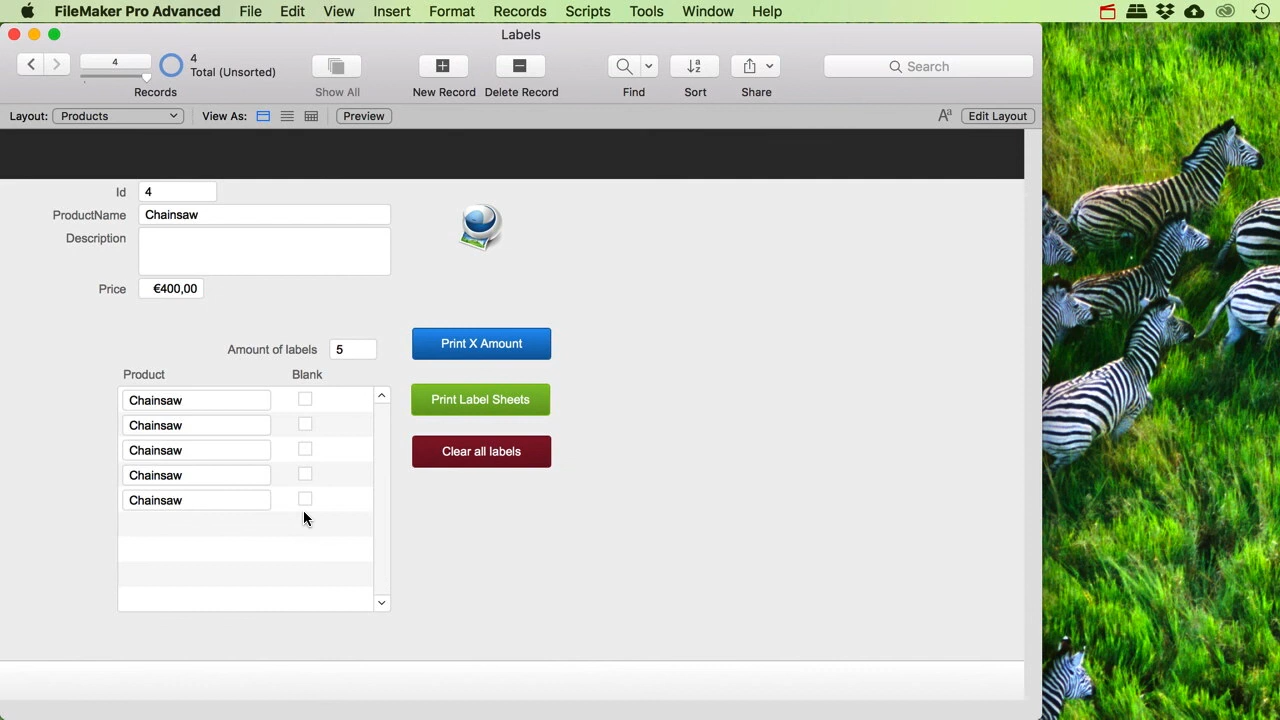 FileMaker Pro Advanced File Edit View Insert Format Records Scripts Tools Window Help
Labels
4
4
Total (Unsorted)
Search
Records Show All New Record Delete Record Find Sort Share
Layout: Products View As: Preview Aª Edit Layout
Id 4
ProductName Chainsaw
Description
Price €400,00
Amount of labels 5
Print X Amount
Product Blank
Chainsaw
Print Label Sheets
Chainsaw
Chainsaw
Clear all labels
Chainsaw
Chainsaw